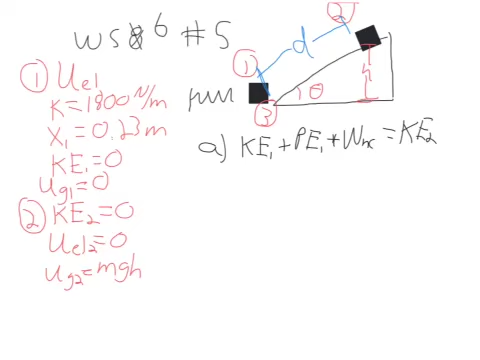 WS 6 #5
① Uel
K=1800 N/m
X₁=0.23m
KE₁=0
Ug₁=0
② KE₂=0
Uel₂=0
Ug₂=mgh
①
d
②
h
θ
③
a) KE₁+PE₁+Wnc=KE₂